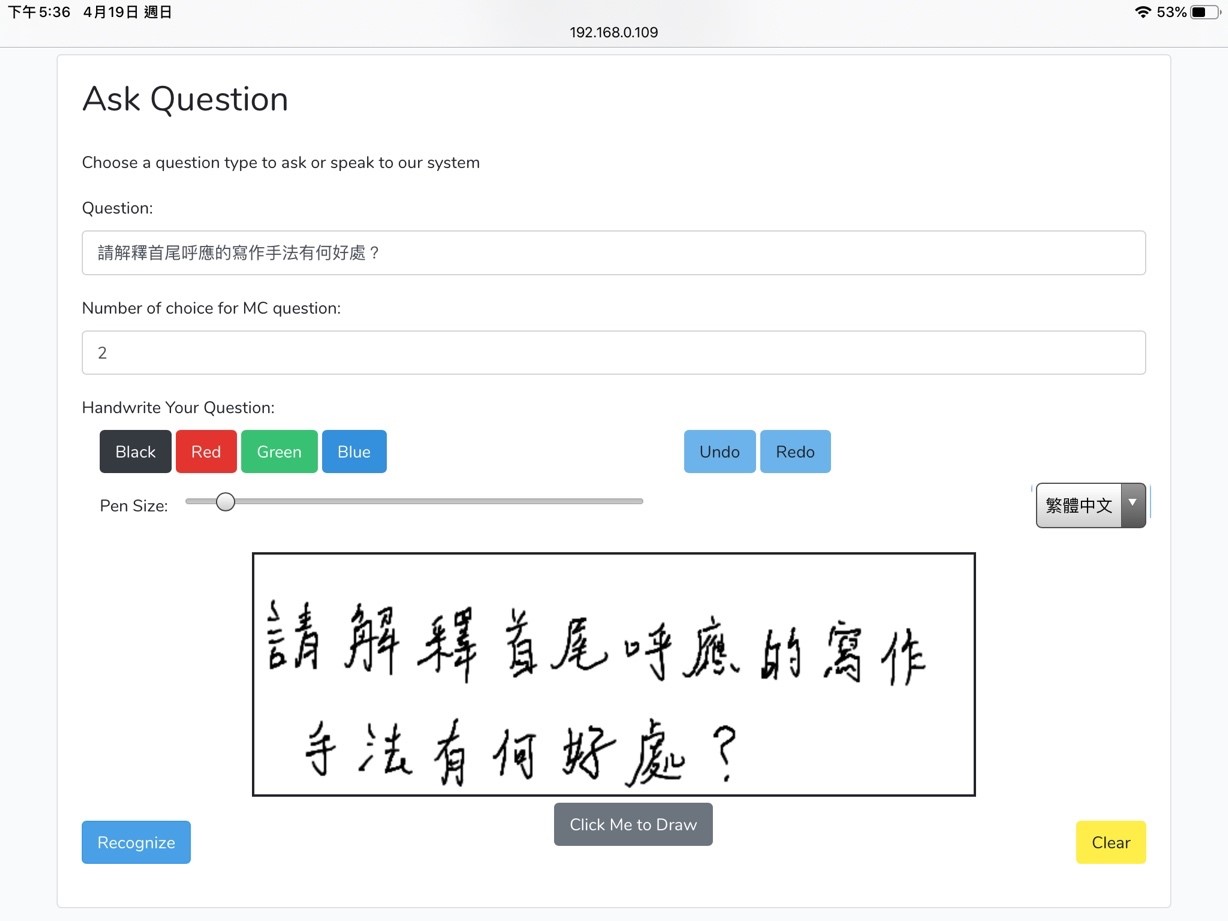 下午5:36 4月19日 週日 53%
192.168.0.109
Ask Question
Choose a question type to ask or speak to our system
Question:
請解釋首尾呼應的寫作手法有何好處？
Number of choice for MC question:
2
Handwrite Your Question:
Black Red Green Blue Undo Redo
Pen Size: 繁體中文
請解釋首尾呼應的寫作
手法有何好處？
Click Me to Draw
Recognize Clear